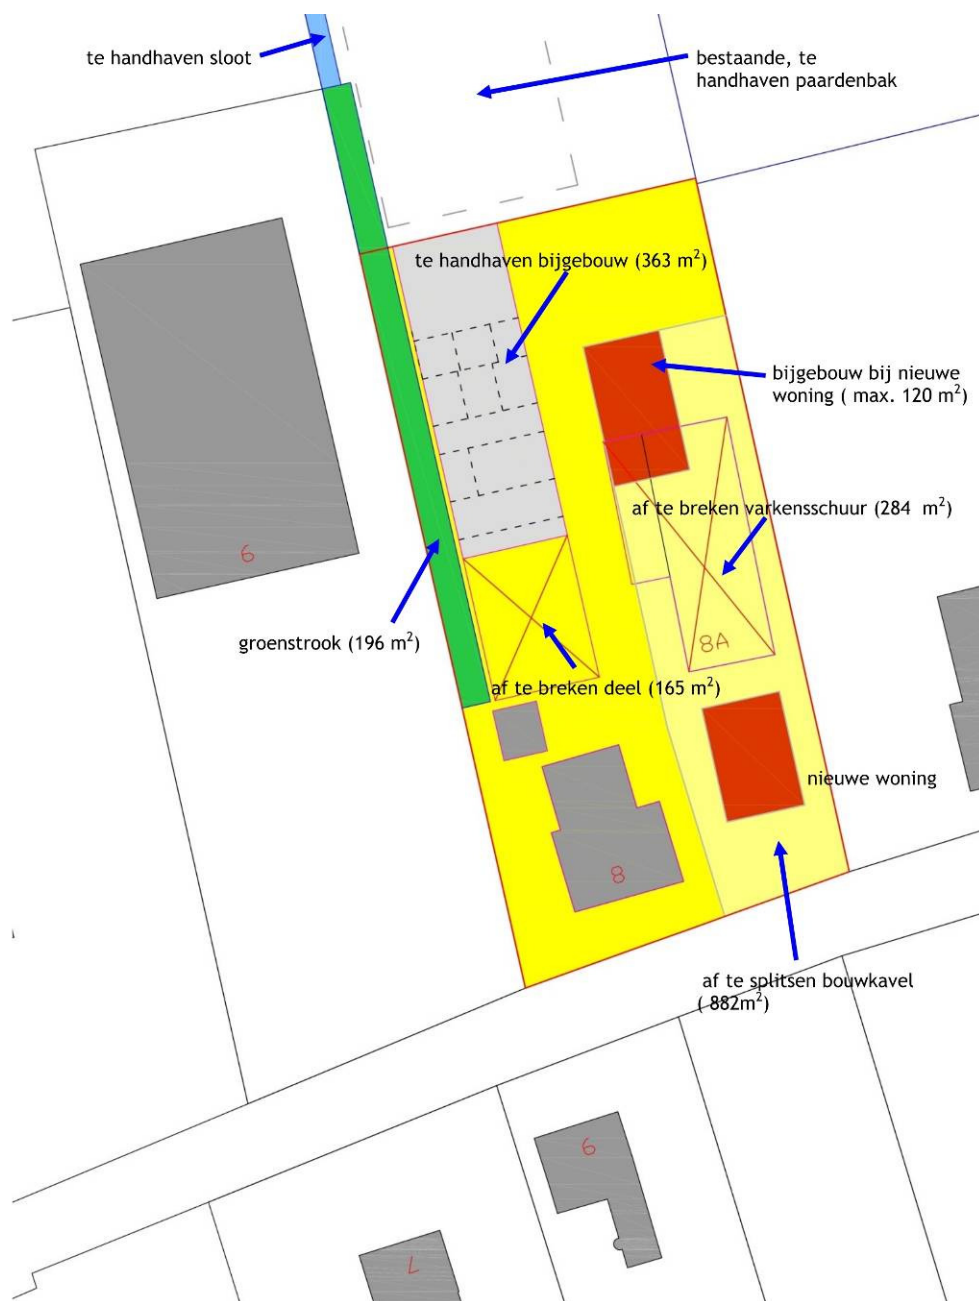 te handhaven sloot
bestaande, te
handhaven paardenbak
te handhaven bijgebouw (363 m²)
bijgebouw bij nieuwe
woning ( max. 120 m²)
af te breken varkensschuur (284 m²)
6
groenstrook (196 m²)
8A
af te breken deel (165 m²)
nieuwe woning
8
af te splitsen bouwkavel
( 882m²)
9
7